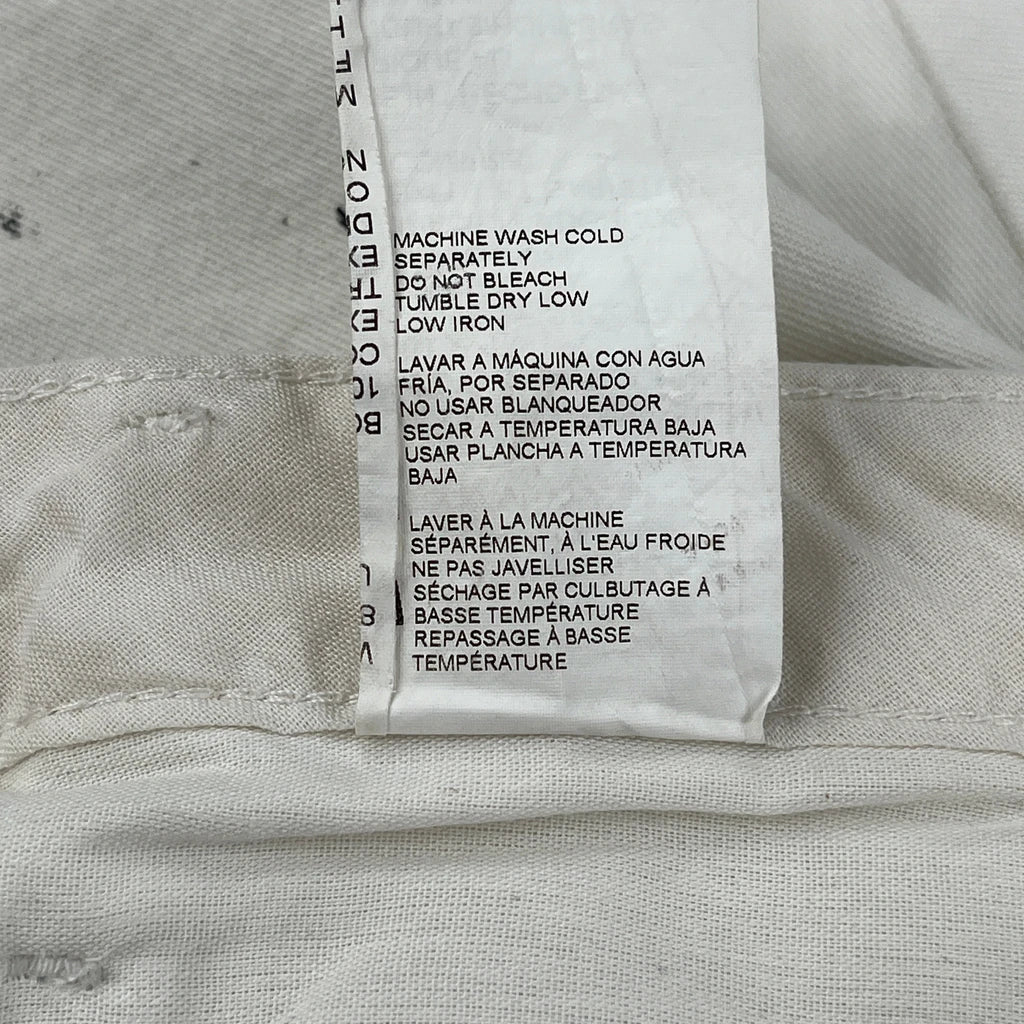 MACHINE WASH COLD
SEPARATELY
DO NOT BLEACH
TUMBLE DRY LOW
LOW IRON
LAVAR A MÁQUINA CON AGUA
FRÍA, POR SEPARADO
NO USAR BLANQUEADOR
SECAR A TEMPERATURA BAJA
USAR PLANCHA A TEMPERATURA
BAJA
LAVER À LA MACHINE
SÉPARÉMENT, À L'EAU FROIDE
NE PAS JAVELLISER
SÉCHAGE PAR CULBUTAGE À
BASSE TEMPÉRATURE
REPASSAGE À BASSE
TEMPÉRATURE